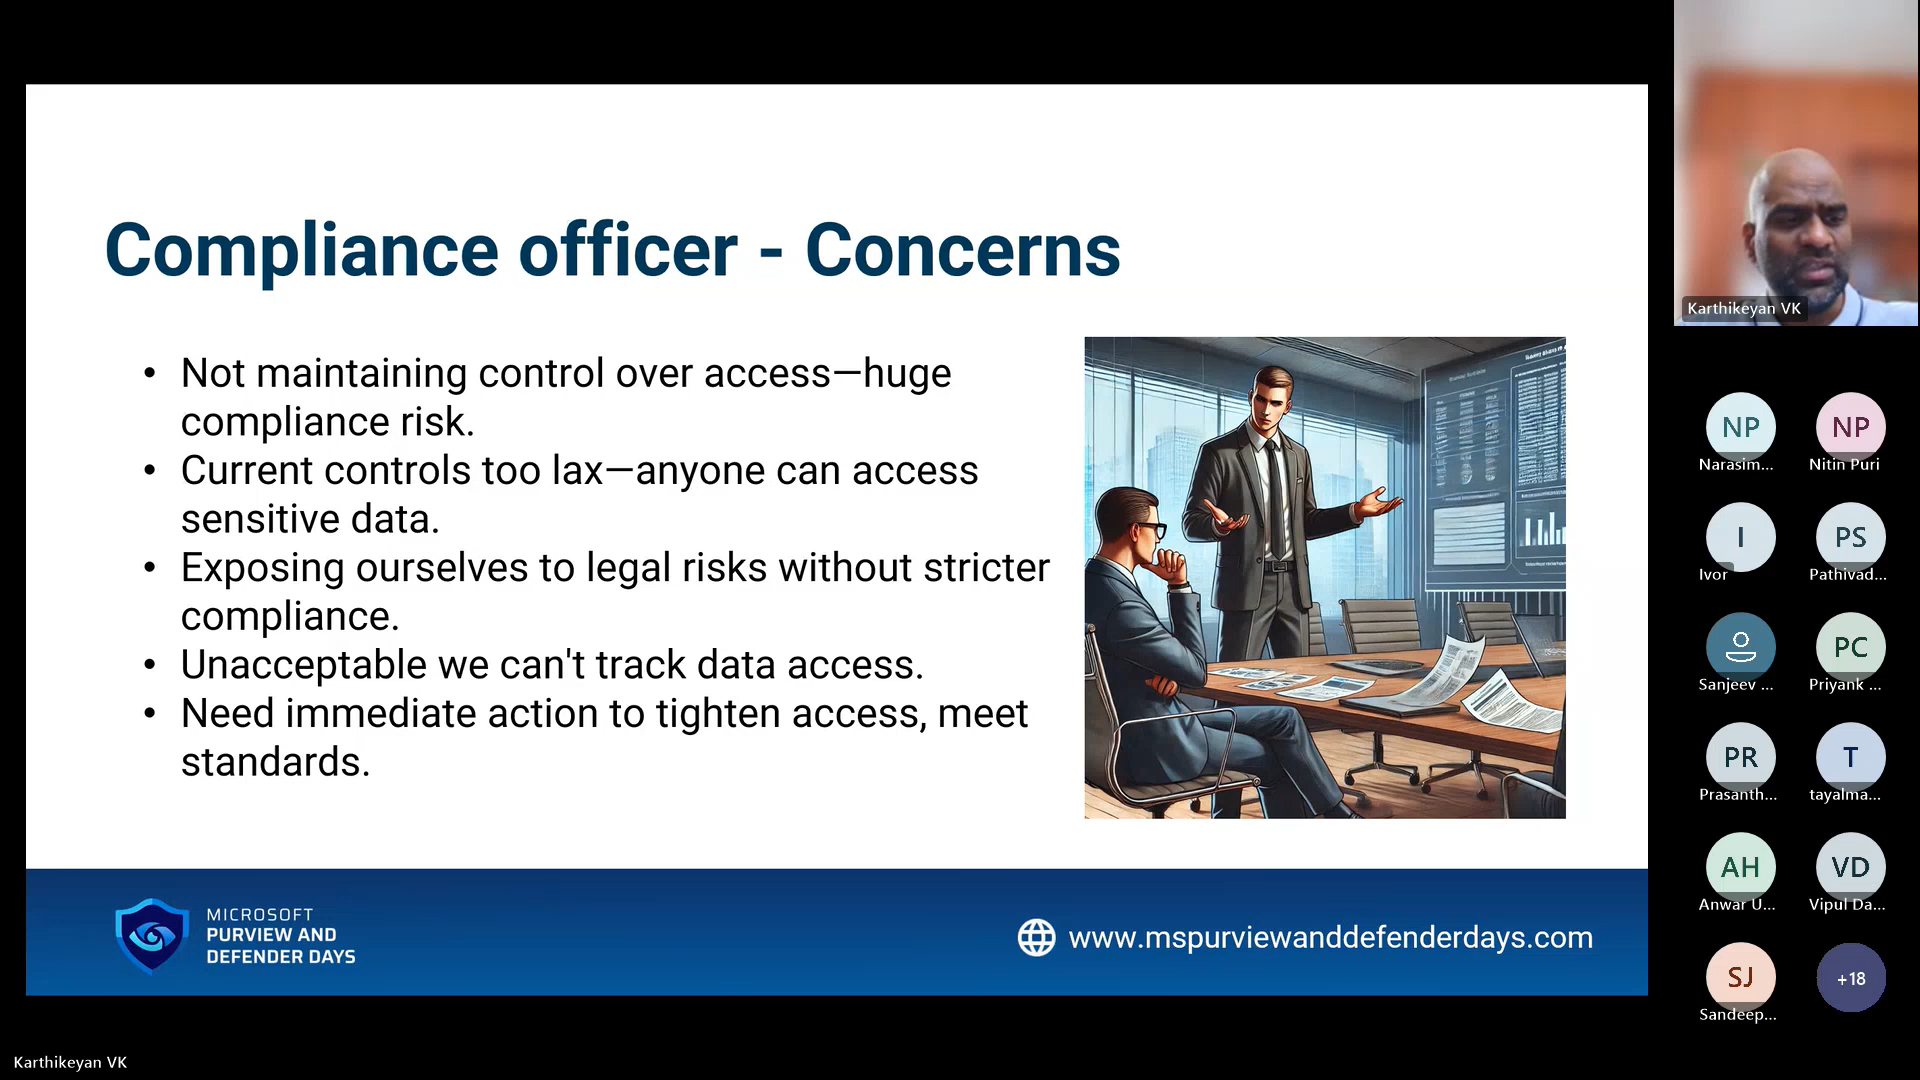 Compliance officer - Concerns
• Not maintaining control over access—huge
compliance risk.
• Current controls too lax—anyone can access
sensitive data.
• Exposing ourselves to legal risks without stricter
compliance.
• Unacceptable we can't track data access.
• Need immediate action to tighten access, meet
standards.
MICROSOFT
PURVIEW AND
DEFENDER DAYS
www.mspurviewanddefenderdays.com
Karthikeyan VK
NP
Narasim...
NP
Nitin Puri
I
Ivor
PS
Pathivad...
Sanjeev ...
PC
Priyank ...
PR
Prasanth...
T
tayalma...
AH
Anwar U...
VD
Vipul Da...
SJ
Sandeep...
+18
Karthikeyan VK